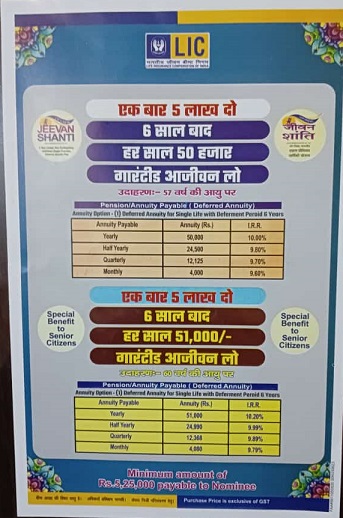 LIC
भारतीय जीवन बीमा निगम
LIFE INSURANCE CORPORATION OF INDIA
JEEVAN
SHANTI
जीवन
शांति
एक बार 5 लाख दो
6 साल बाद
हर साल 50 हजार
गारंटीड आजीवन लो
उदाहरणः- 57 वर्ष की आयु पर
Pension/Annuity Payable ( Deferred Annuity)
Annuity Option - (1) Deferred Annuity for Single Life with Deferment Peroid 6 Years
Annuity Payable Annuity (Rs.) I.R.R.
Yearly 50,000 10.00%
Half Yearly 24,500 9.80%
Quarterly 12,125 9.70%
Monthly 4,000 9.60%
एक बार 5 लाख दो
6 साल बाद
हर साल 51,000/-
गारंटीड आजीवन लो
उदाहरणः- 60 वर्ष की आयु पर
Special
Benefit
to
Senior
Citizens
Special
Benefit
to
Senior
Citizens
Pension/Annuity Payable ( Deferred Annuity)
Annuity Option - (1) Deferred Annuity for Single Life with Deferment Peroid 6 Years
Annuity Payable Annuity (Rs.) I.R.R.
Yearly 51,000 10.20%
Half Yearly 24,990 9.99%
Quarterly 12,368 9.89%
Monthly 4,080 9.79%
Minimum amount of
Rs.5,25,000 payable to Nominee
Purchase Price is exclusive of GST